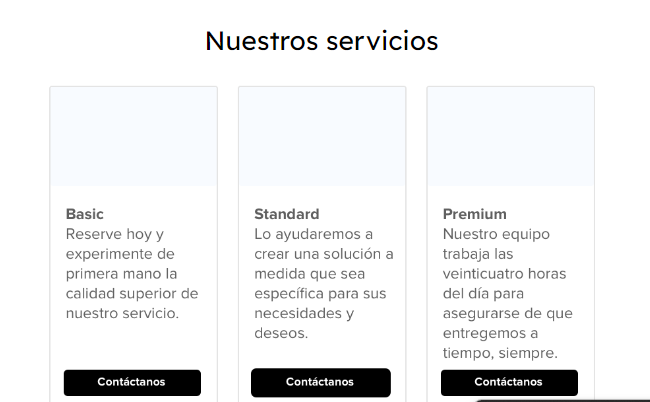 Nuestros servicios
Basic
Reserve hoy y
experimente de
primera mano la
calidad superior de
nuestro servicio.
Contáctanos
Standard
Lo ayudaremos a
crear una solución a
medida que sea
específica para sus
necesidades y
deseos.
Contáctanos
Premium
Nuestro equipo
trabaja las
veinticuatro horas
del día para
asegurarse de que
entregemos a
tiempo, siempre.
Contáctanos